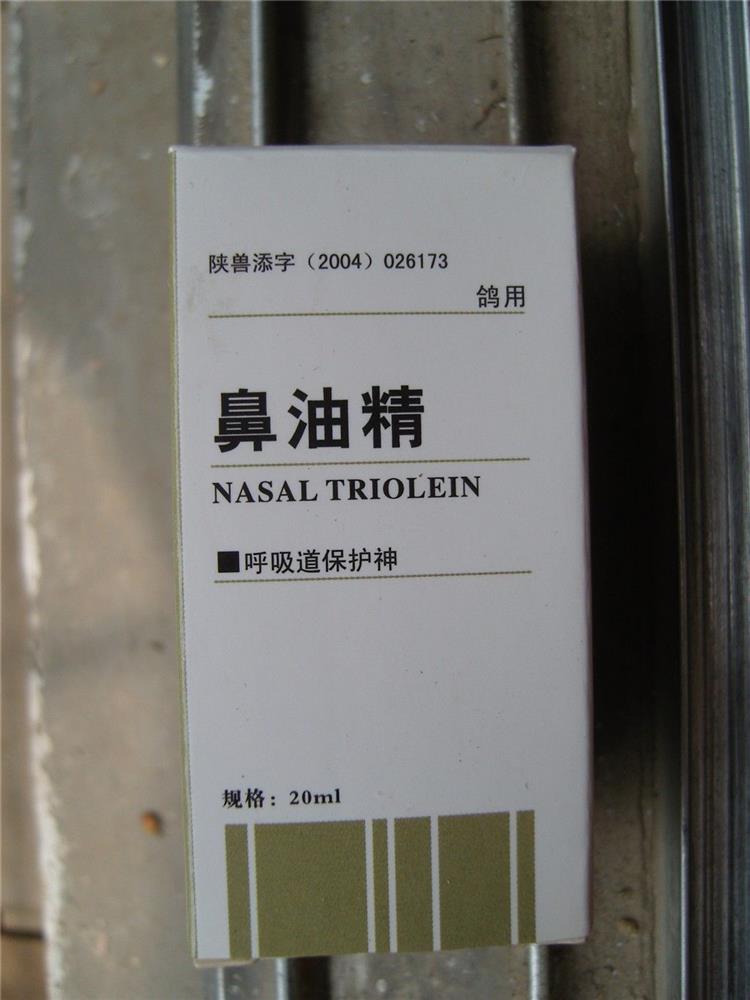 陕兽添字（2004）026173
鸽用
鼻油精
NASAL TRIOLEIN
■呼吸道保护神
规格：20ml